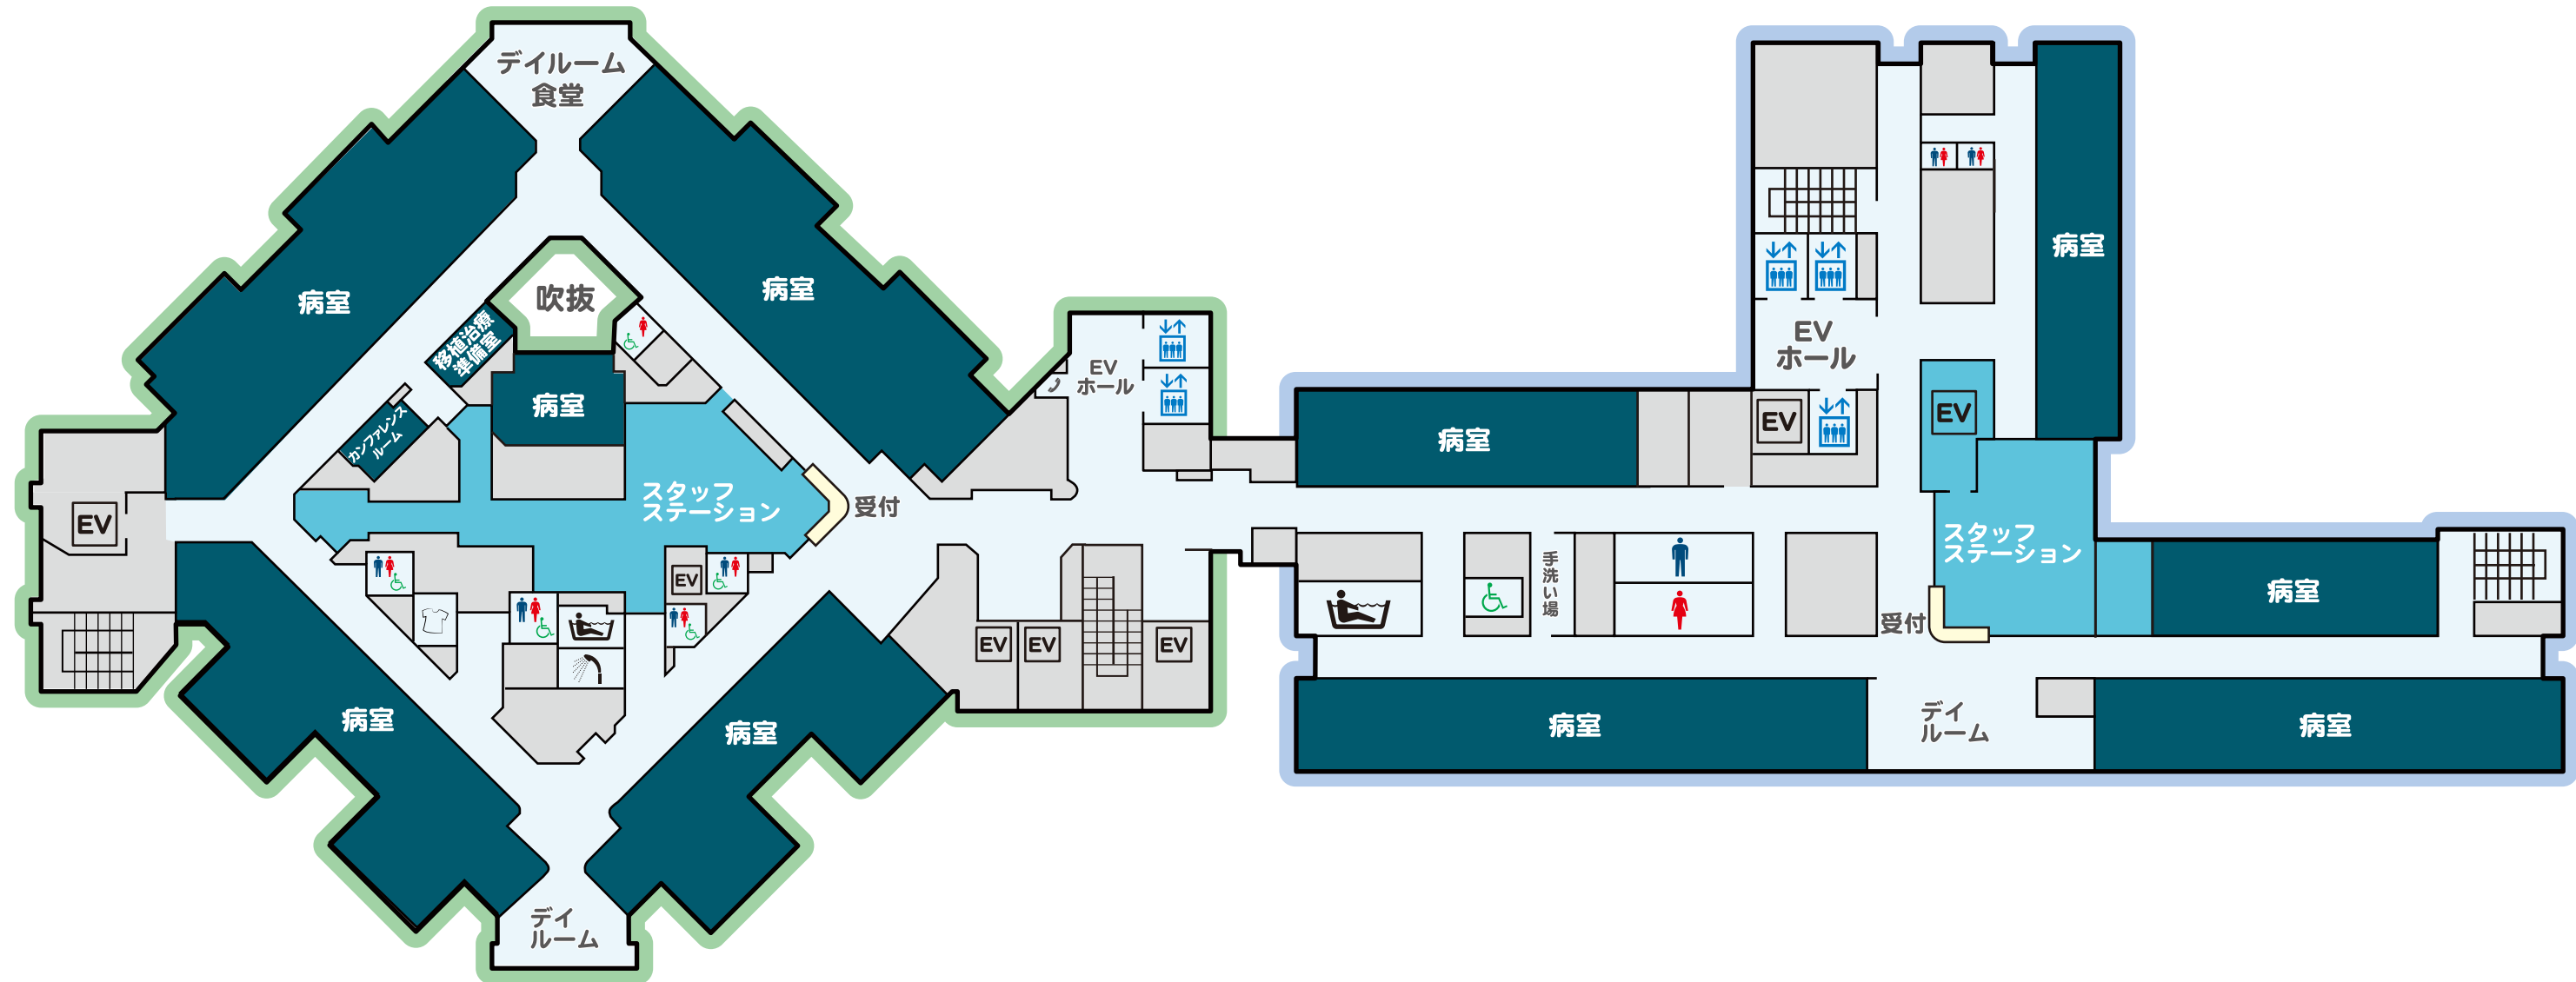 デイルーム
食堂
病室
病室
吹抜
移植治療
準備室
病室
カンファレンス
ルーム
スタッフ
ステーション
受付
EV
EV
ホール
EV
EV
EV
EV
病室
病室
デイ
ルーム
病室
EV
ホール
EV
EV
病室
病室
手洗い場
スタッフ
ステーション
受付
病室
病室
デイ
ルーム
病室